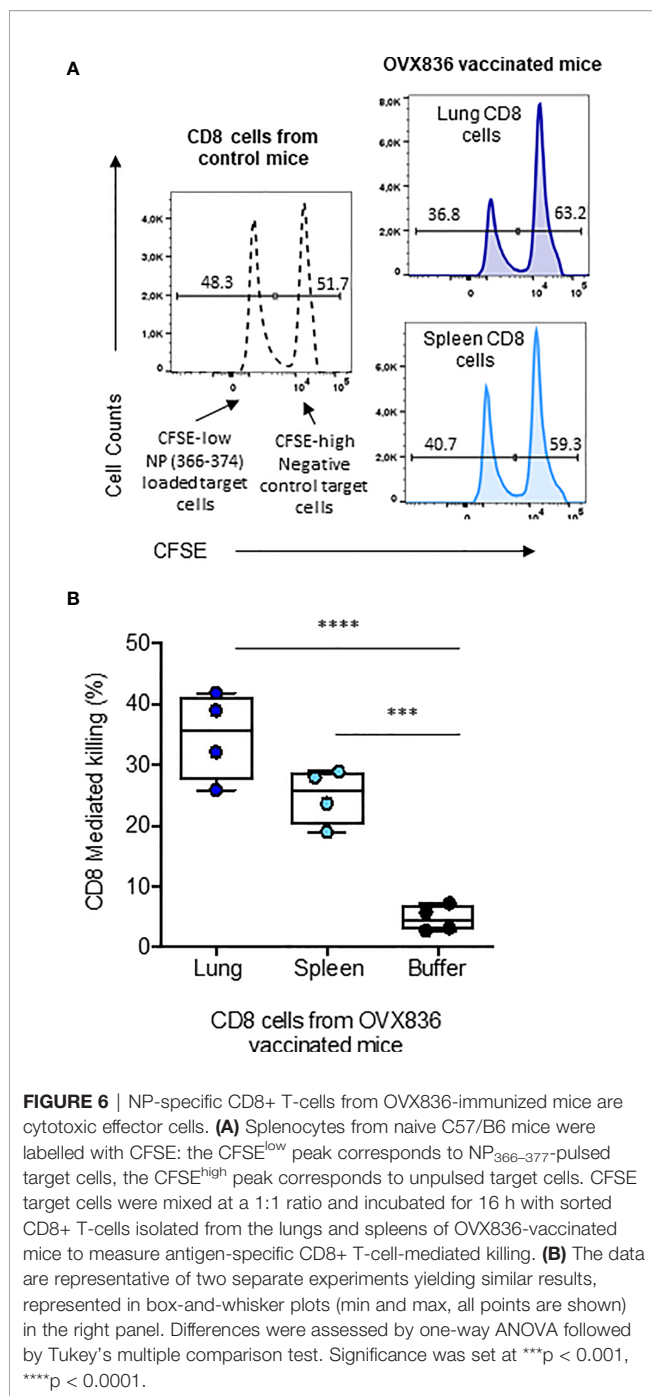 A
OVX836 vaccinated mice
CD8 cells from
control mice
4,0K
3,0K
2,0K
1,0K
0
48.3
51.7
0
10^4
10^5
Lung CD8
cells
8,0K
6,0K
4,0K
2,0K
0
36.8
63.2
0
10^4
10^5
Spleen CD8
cells
6,0K
4,0K
2,0K
0
40.7
59.3
0
10^4
10^5
Cell Counts
CFSE-low
NP (366-374)
loaded target
cells
CFSE-high
Negative
control target
cells
CFSE
B
CD8 Mediated killing (%)
50
40
30
20
10
0
****
***
Lung
Spleen
Buffer
CD8 cells from OVX836
vaccinated mice
FIGURE 6 | NP-specific CD8+ T-cells from OVX836-immunized mice are
cytotoxic effector cells. (A) Splenocytes from naive C57/B6 mice were
labelled with CFSE: the CFSElow peak corresponds to NP366–377-pulsed
target cells, the CFSEhigh peak corresponds to unpulsed target cells. CFSE
target cells were mixed at a 1:1 ratio and incubated for 16 h with sorted
CD8+ T-cells isolated from the lungs and spleens of OVX836-vaccinated
mice to measure antigen-specific CD8+ T-cell-mediated killing. (B) The data
are representative of two separate experiments yielding similar results,
represented in box-and-whisker plots (min and max, all points are shown)
in the right panel. Differences were assessed by one-way ANOVA followed
by Tukey's multiple comparison test. Significance was set at ***p < 0.001,
****p < 0.0001.